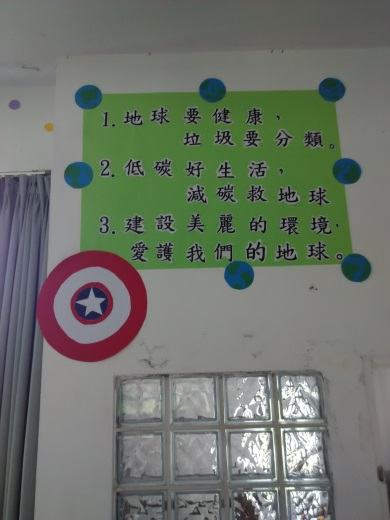 1. 地球要健康，
垃圾要分類。
2. 低碳好生活，
減碳救地球
3. 建設美麗的環境，
愛護我們的地球。